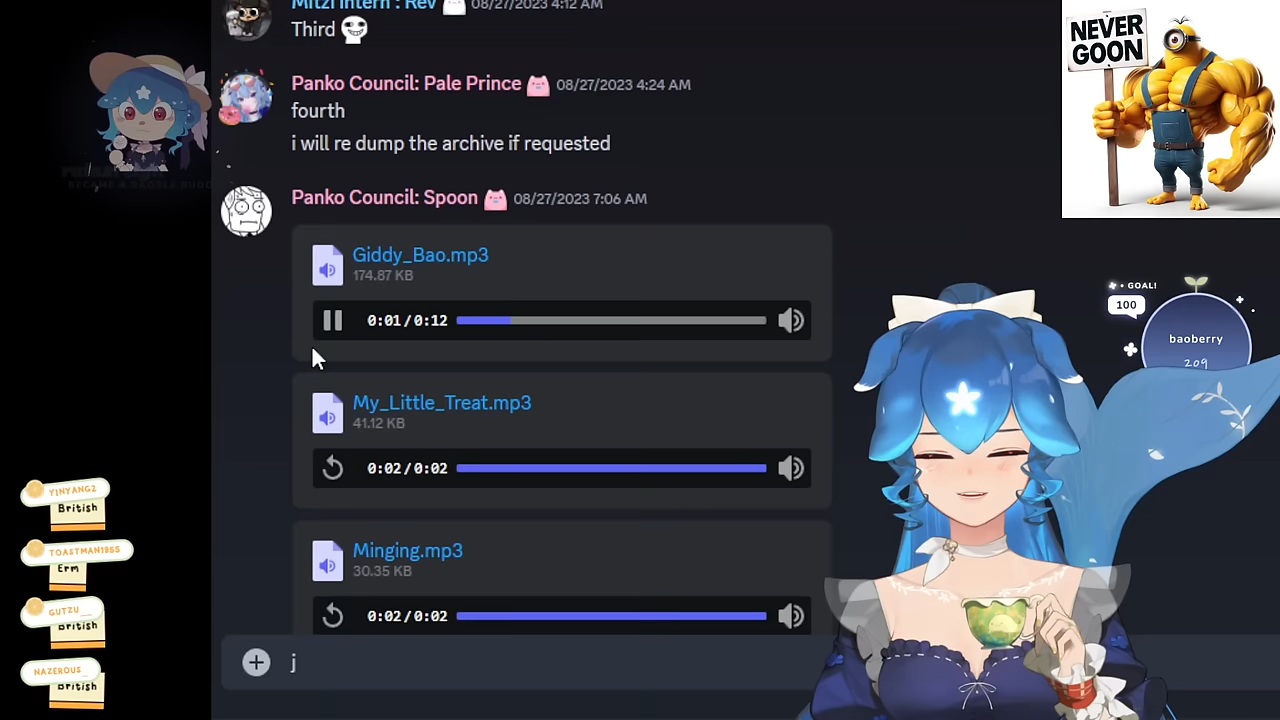 Mitzi Intern : Rev 08/27/2023 4:12 AM
Third
Panko Council: Pale Prince 08/27/2023 4:24 AM
fourth
i will re dump the archive if requested
Panko Council: Spoon 08/27/2023 7:06 AM
Giddy_Bao.mp3
174.87 KB
0:01/0:12
My_Little_Treat.mp3
41.12 KB
0:02/0:02
Minging.mp3
30.35 KB
0:02/0:02
j
NEVER
GOON
GOAL!
100
baoberry
209
YINYANG2
British
TOASTMAN1955
Erm
GUTZU__
British
NAZEROUS_
British